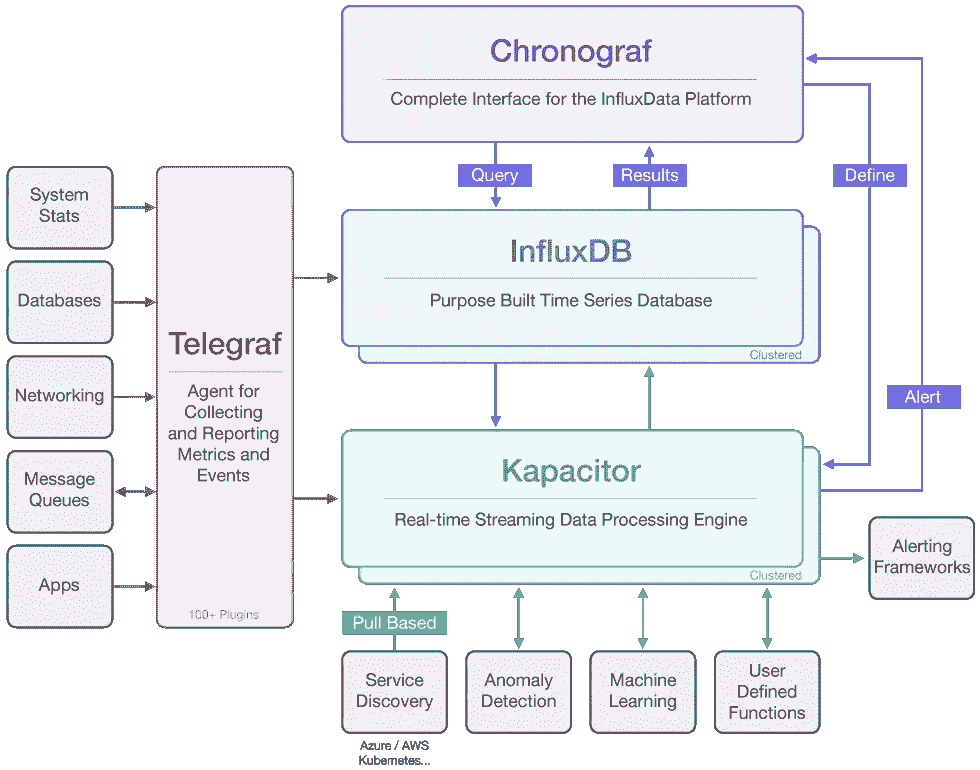 Chronograf
Complete Interface for the InfluxData Platform
Query
Results
Define
System
Stats
Databases
Networking
Message
Queues
Apps
Telegraf
Agent for
Collecting
and Reporting
Metrics and
Events
100+ Plugins
InfluxDB
Purpose Built Time Series Database
Clustered
Alert
Kapacitor
Real-time Streaming Data Processing Engine
Clustered
Alerting
Frameworks
Pull Based
Service
Discovery
Azure / AWS
Kubernetes...
Anomaly
Detection
Machine
Learning
User
Defined
Functions